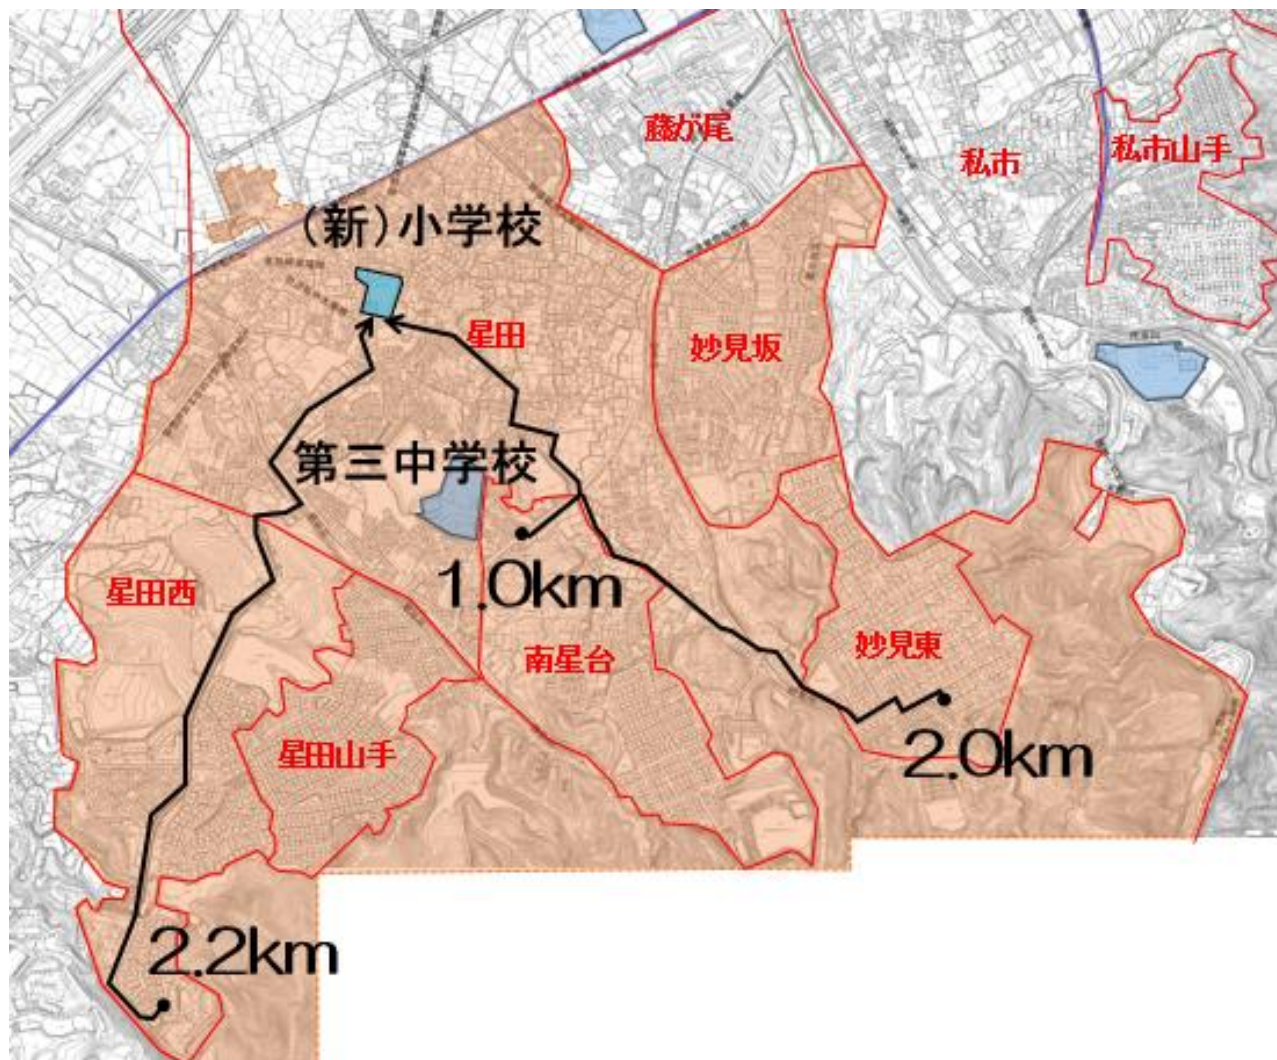 藤が尾
私市山手
私市
(新)小学校
星田
妙見坂
第三中学校
1.0km
星田西
妙見東
南星台
星田山手
2.0km
2.2km